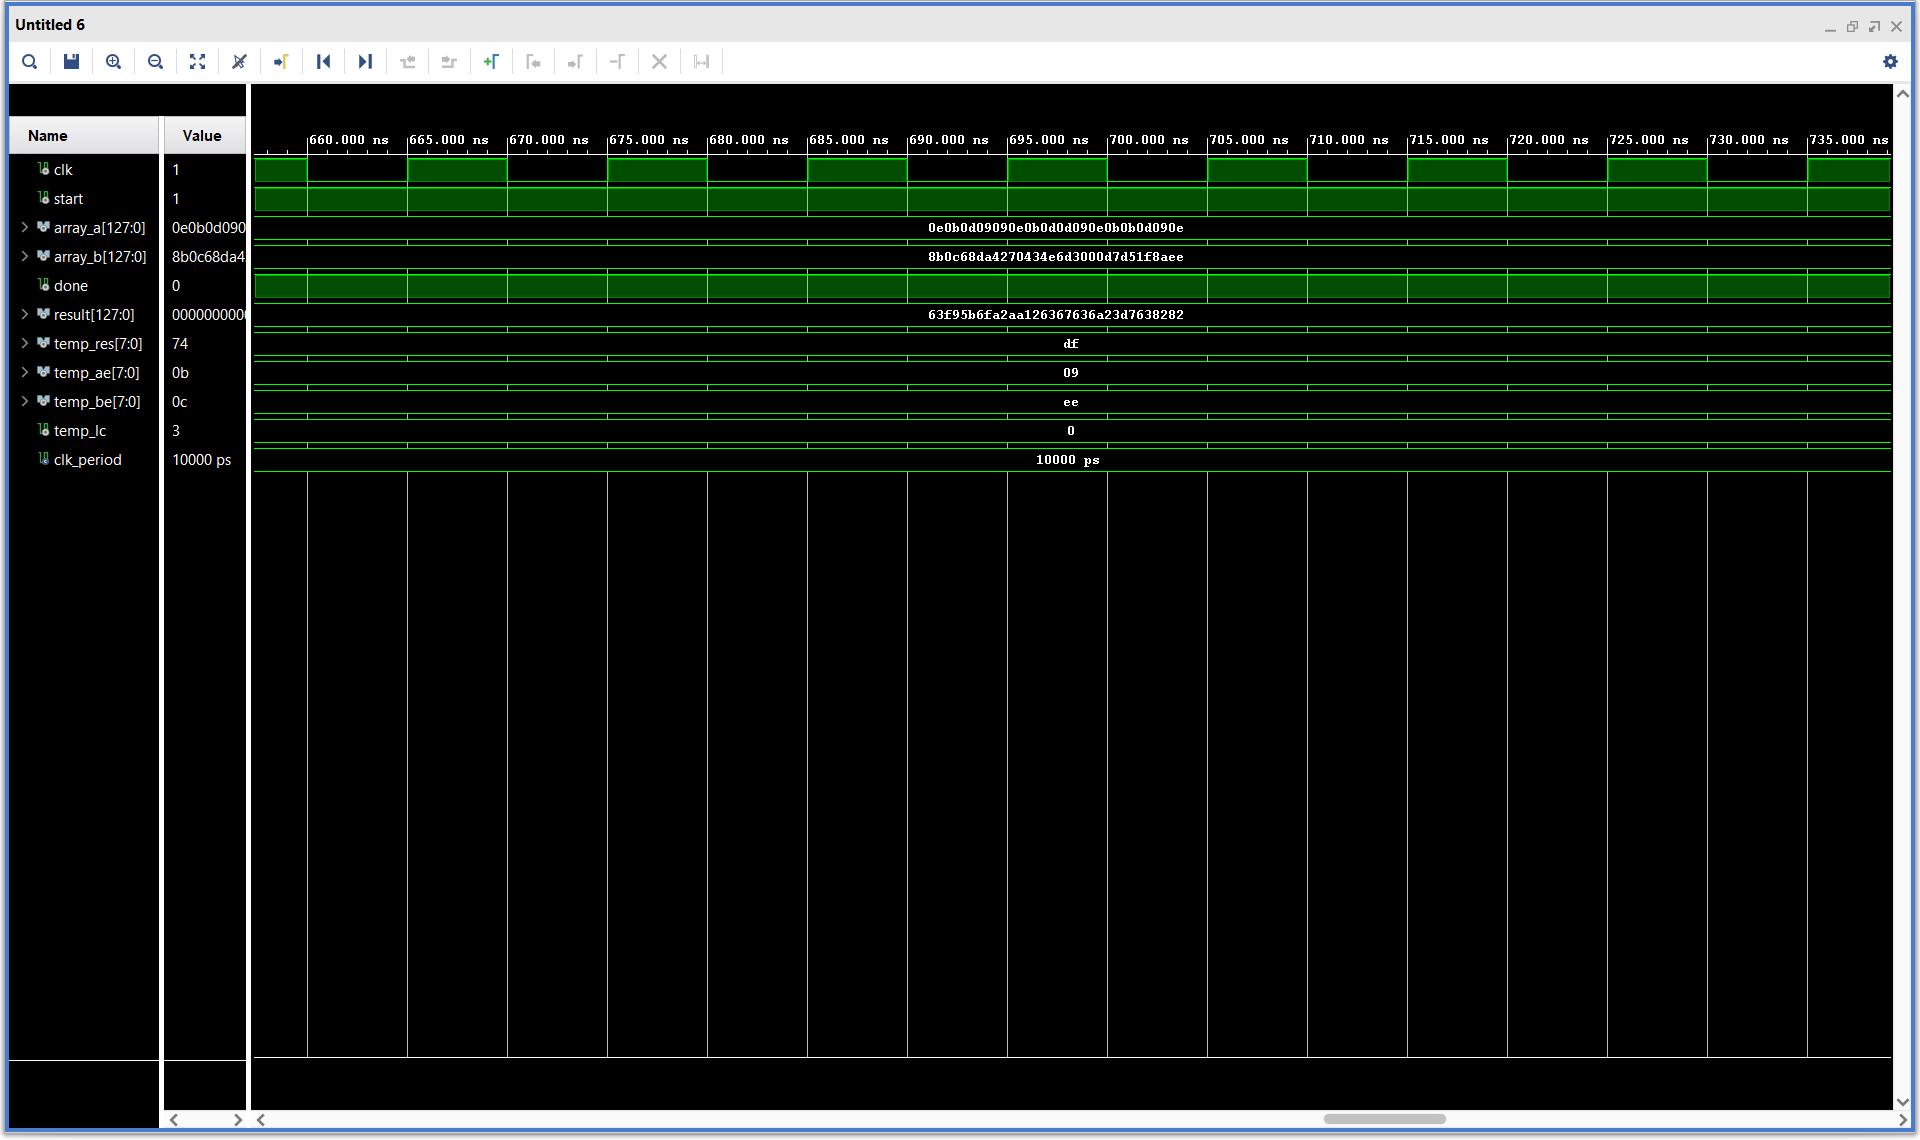 Untitled 6
Name Value
660.000 ns 665.000 ns 670.000 ns 675.000 ns 680.000 ns 685.000 ns 690.000 ns 695.000 ns 700.000 ns 705.000 ns 710.000 ns 715.000 ns 720.000 ns 725.000 ns 730.000 ns 735.000 ns
clk 1
start 1
array_a[127:0] 0e0b0d090 0e0b0d09090e0b0d0d090e0b0b0d090e
array_b[127:0] 8b0c68da4 8b0c68da4270434e6d3000d7d51f8aee
done 0
result[127:0] 0000000000 63f95b6fa2aa126367636a23d7638282
temp_res[7:0] 74 df
temp_ae[7:0] 0b 09
temp_be[7:0] 0c ee
temp_lc 3 0
clk_period 10000 ps 10000 ps